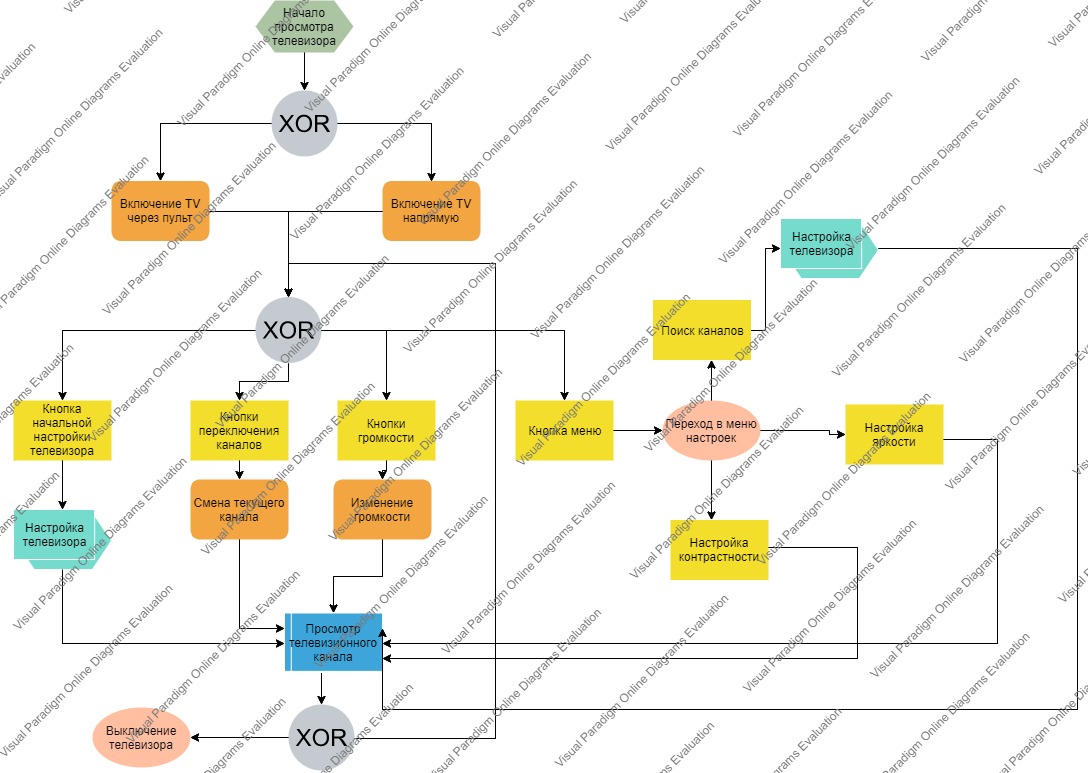 Начало
просмотра
телевизора
XOR
Включение TV
через пульт
Включение TV
напрямую
XOR
Кнопка
начальной
настройки
телевизора
Кнопки
переключения
каналов
Кнопки
громкости
Кнопка меню
Переход в меню
настроек
Поиск каналов
Настройка
телевизора
Настройка
яркости
Настройка
контрастности
Настройка
телевизора
Смена текущего
канала
Изменение
громкости
Просмотр
телевизионного
канала
XOR
Выключение
телевизора
Visual Paradigm Online Diagrams Evaluation